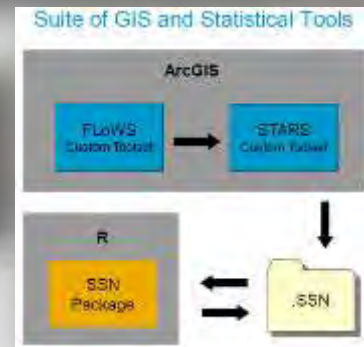 Suite of GIS and Statistical Tools
ArcGIS
FLoWS
Custom Toolset
STARS
Custom Toolset
R
SSN
Package
.SSN